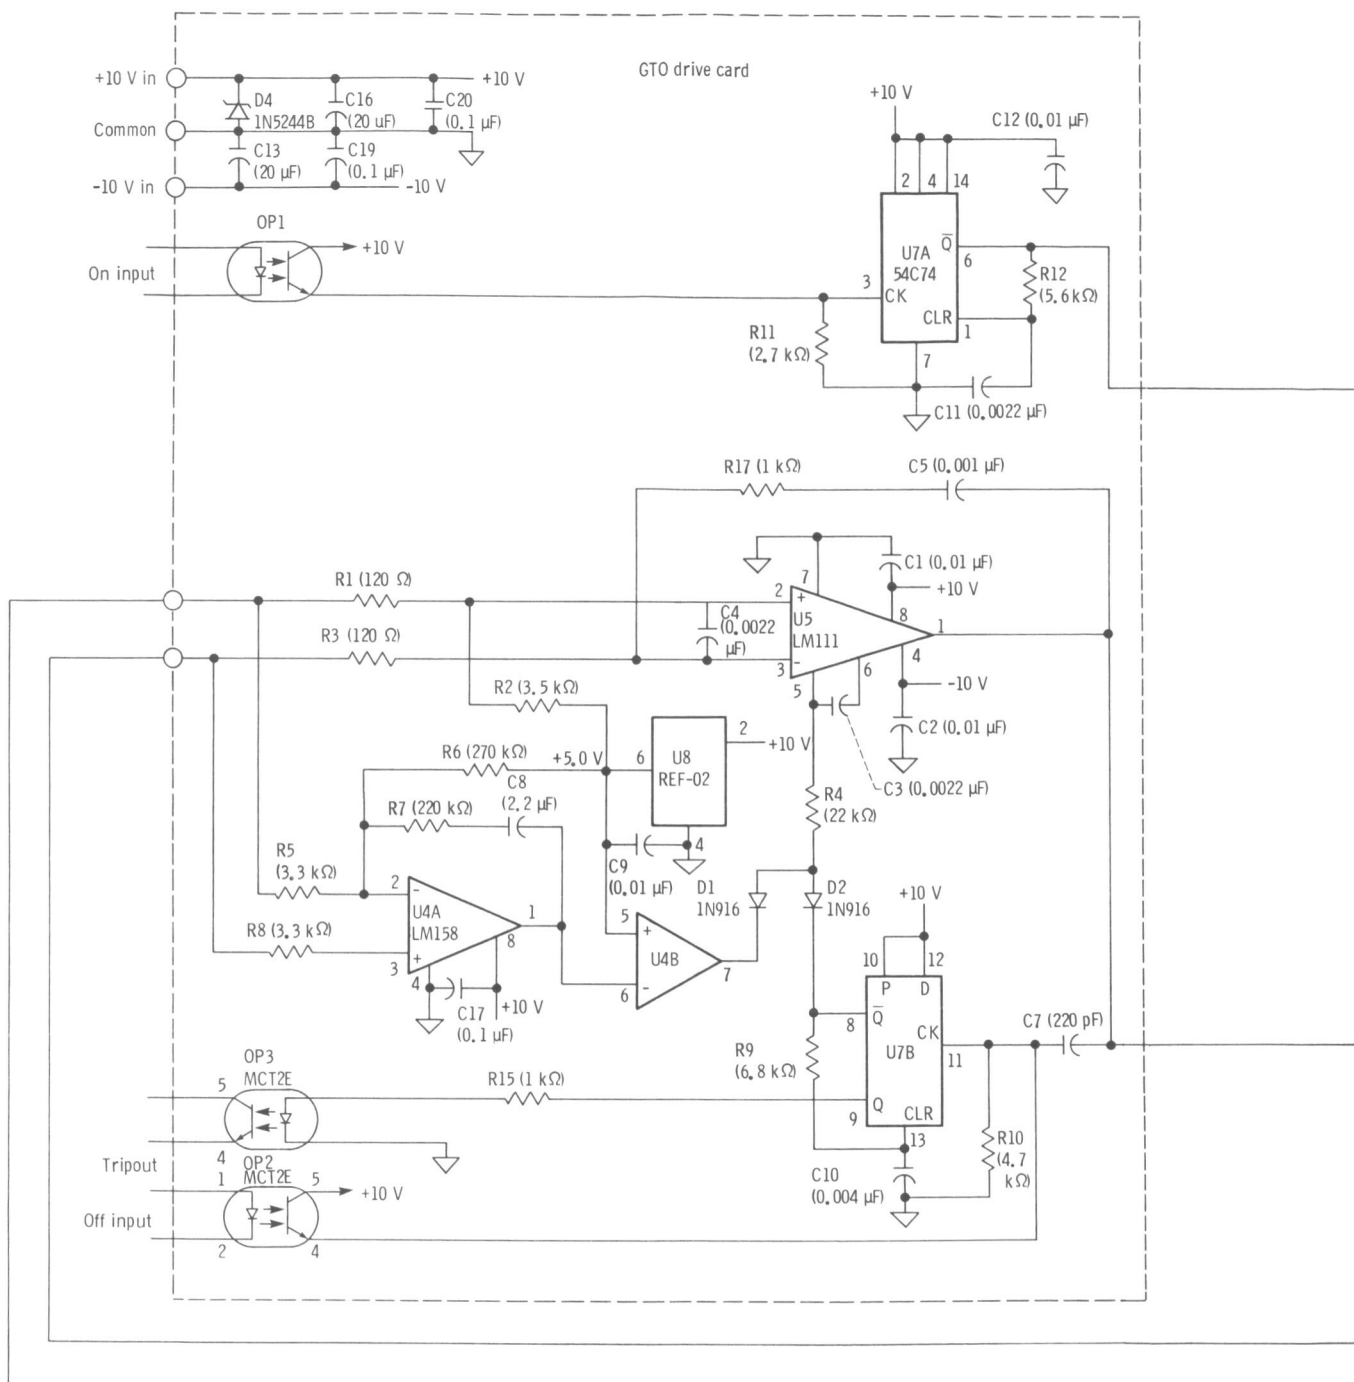 GTO drive card
+10 V in
+10 V
D4
1N5244B
C16
(20 uF)
C20
(0.1 µF)
Common
C13
(20 µF)
C19
(0.1 µF)
-10 V in
-10 V
+10 V
C12 (0.01 µF)
2
4
14
U7A
54C74
Q
6
R12
(5.6 kΩ)
3
CK
CLR
1
7
R11
(2.7 kΩ)
C11 (0.0022 µF)
OP1
+10 V
On input
R17 (1 kΩ)
C5 (0.001 µF)
R1 (120 Ω)
R3 (120 Ω)
C4
(0.0022
µF)
7
C1 (0.01 µF)
+10 V
2
+
8
U5
LM111
1
-
3
5
6
4
-10 V
C2 (0.01 µF)
C3 (0.0022 µF)
R2 (3.5 kΩ)
R6 (270 kΩ)
+5.0 V
6
U8
REF-02
2
+10 V
4
C8
(2.2 µF)
R7 (220 kΩ)
R4
(22 kΩ)
C9
(0.01 µF)
R5
(3.3 kΩ)
R8 (3.3 kΩ)
2
-
U4A
LM158
+
3
4
1
8
C17
(0.1 µF)
+10 V
5
+
U4B
-
6
7
D1
1N916
D2
1N916
+10 V
10
12
P
D
8
Q
CK
11
U7B
9
Q
CLR
13
C7 (220 pF)
R9
(6.8 kΩ)
R10
(4.7
kΩ)
C10
(0.004 µF)
OP3
MCT2E
5
4
R15 (1 kΩ)
Tripout
OP2
MCT2E
1
5
+10 V
Off input
2
4